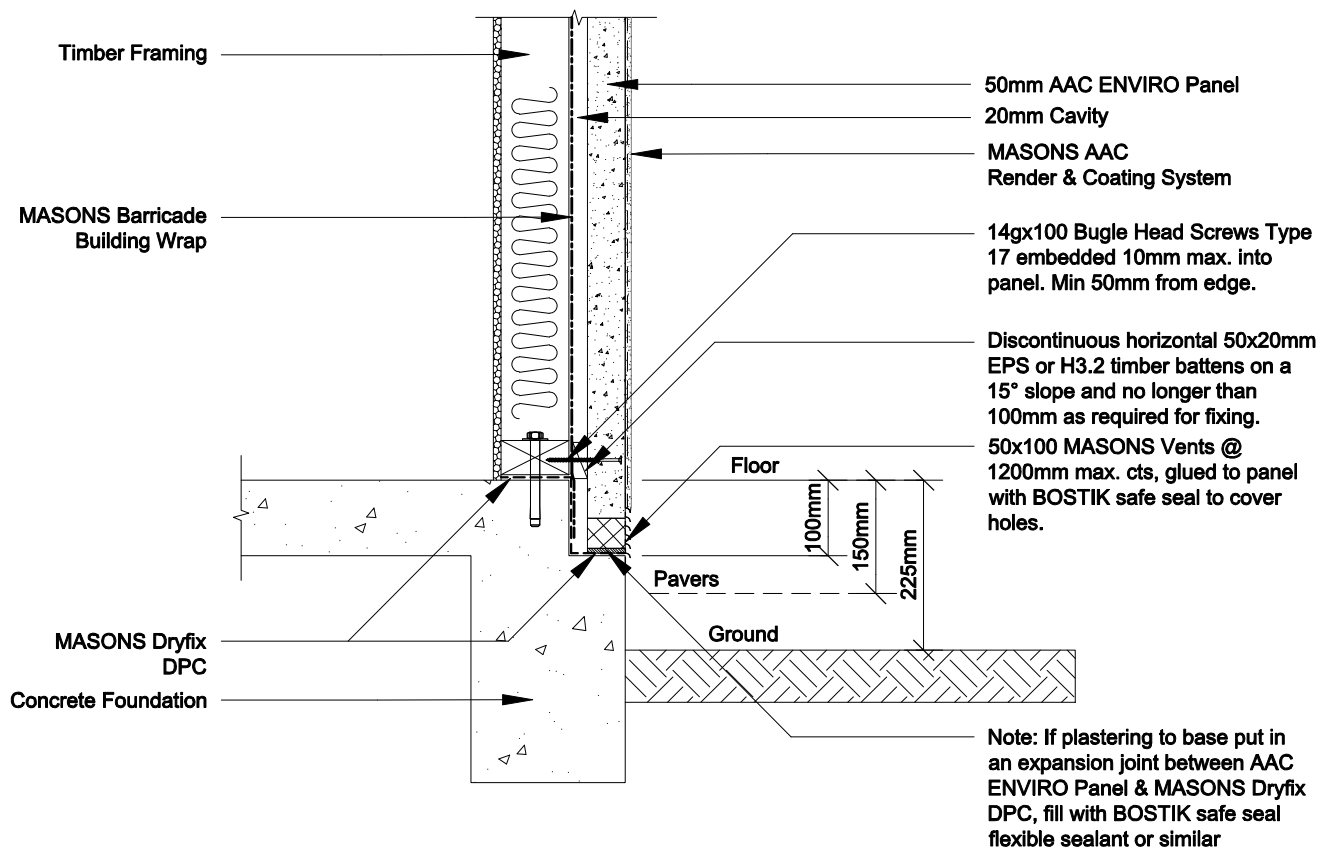 Timber Framing
MASONS Barricade
Building Wrap
MASONS Dryfix
DPC
Concrete Foundation
50mm AAC ENVIRO Panel
20mm Cavity
MASONS AAC
Render & Coating System
14gx100 Bugle Head Screws Type
17 embedded 10mm max. into
panel. Min 50mm from edge.
Discontinuous horizontal 50x20mm
EPS or H3.2 timber battens on a
15° slope and no longer than
100mm as required for fixing.
50x100 MASONS Vents @
1200mm max. cts, glued to panel
with BOSTIK safe seal to cover
holes.
Floor
100mm
150mm
225mm
Pavers
Ground
Note: If plastering to base put in
an expansion joint between AAC
ENVIRO Panel & MASONS Dryfix
DPC, fill with BOSTIK safe seal
flexible sealant or similar